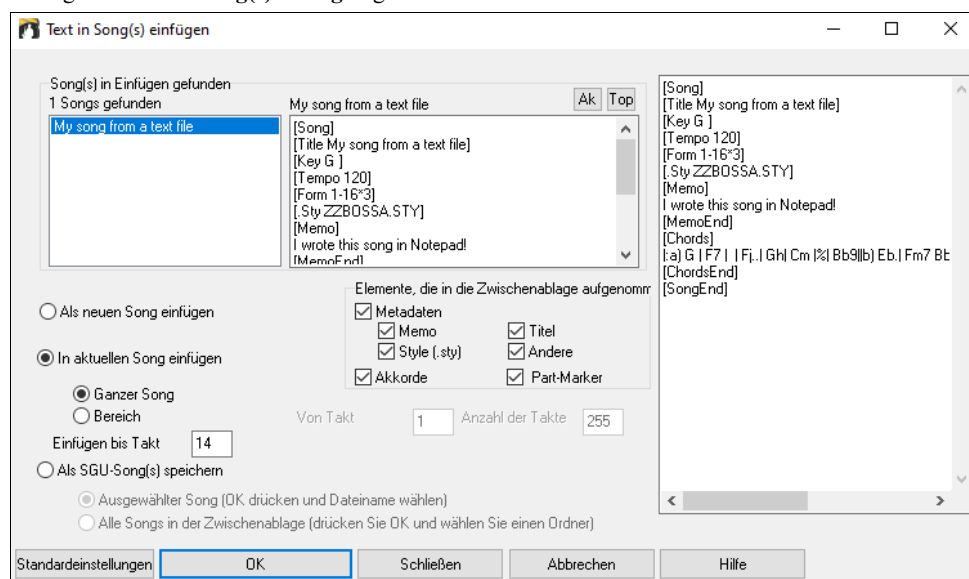 Text in Song(s) einfügen
Song(s) in Einfügen gefunden
1 Songs gefunden
My song from a text file
Ak
Top
My song from a text file
[Song]
[Title My song from a text file]
[Key G ]
[Tempo 120]
[Form 1-16*3]
[.Sty ZZBOSSA.STY]
[Memo]
I wrote this song in Notepad!
[MemoEnd]
[Song]
[Title My song from a text file]
[Key G ]
[Tempo 120]
[Form 1-16*3]
[.Sty ZZBOSSA.STY]
[Memo]
I wrote this song in Notepad!
[MemoEnd]
[Chords]
|:a) G | F7 | | Fj..| Gh| Cm |%| Bb9||b) Eb.| Fm7 Bb
[ChordsEnd]
[SongEnd]
Elemente, die in die Zwischenablage aufgenomm
Als neuen Song einfügen
Metadaten
Memo
Titel
Style (.sty)
Andere
Akkorde
Part-Marker
In aktuellen Song einfügen
Ganzer Song
Bereich
Von Takt
1
Anzahl der Takte
255
Einfügen bis Takt
14
Als SGU-Song(s) speichern
Ausgewählter Song (OK drücken und Dateiname wählen)
Alle Songs in der Zwischenablage (drücken Sie OK und wählen Sie einen Ordner)
Standardeinstellungen
OK
Schließen
Abbrechen
Hilfe